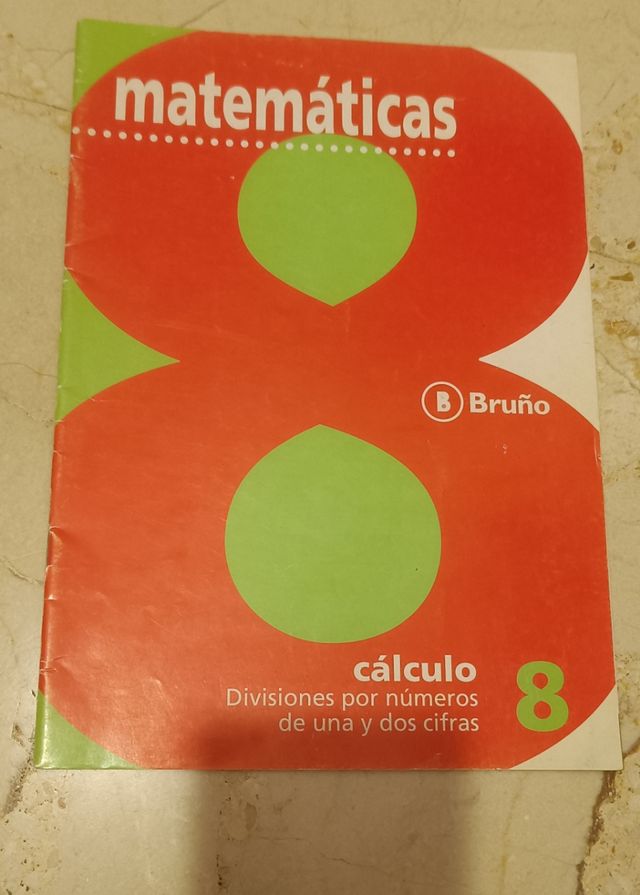 matemáticas
B Bruño
cálculo
Divisiones por números
de una y dos cifras
8